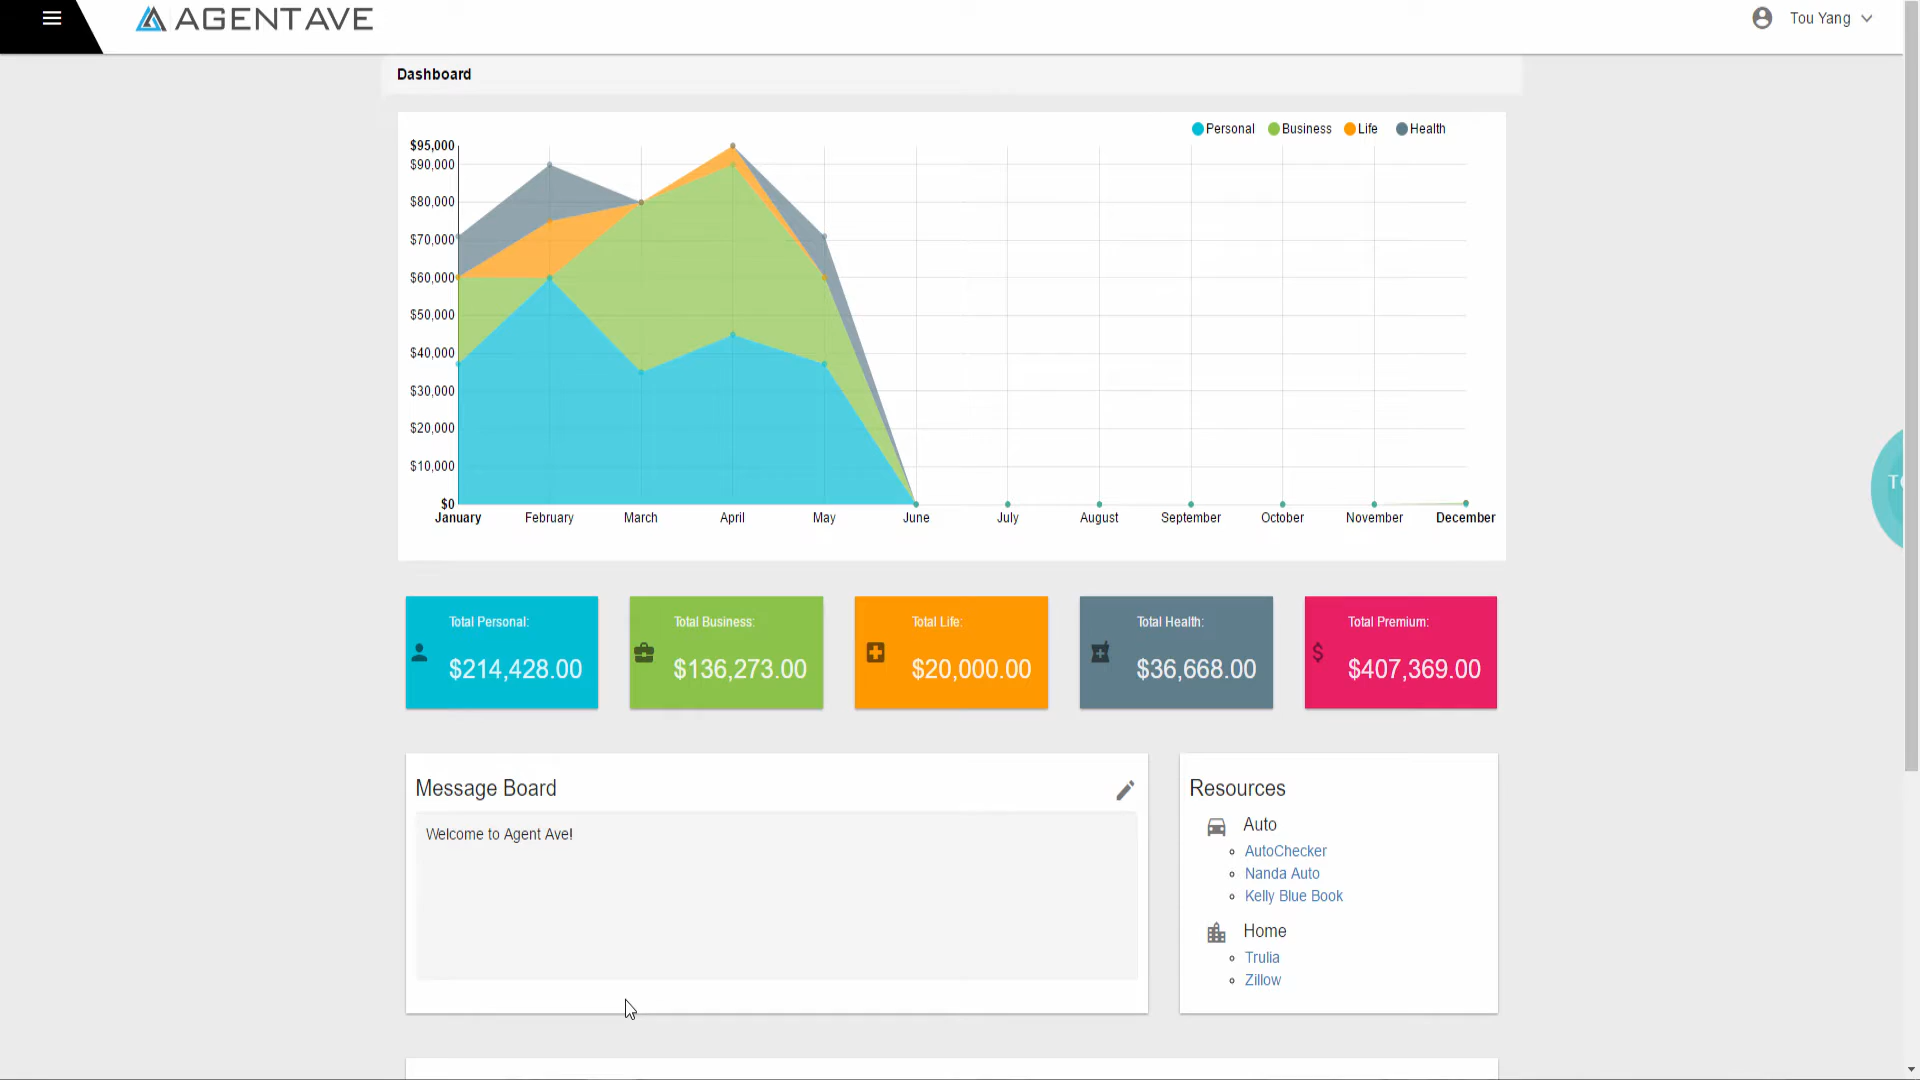 AGENT AVE
Tou Yang
Dashboard
Personal Business Life Health
$95,000
$90,000
$80,000
$70,000
$60,000
$50,000
$40,000
$30,000
$20,000
$10,000
$0
January February March April May June July August September October November December
Total Personal: Total Business: Total Life: Total Health: Total Premium:
$214,428.00 $136,273.00 $20,000.00 $36,668.00 $407,369.00
Message Board
Welcome to Agent Ave!
Resources
Auto
AutoChecker
Nanda Auto
Kelly Blue Book
Home
Trulia
Zillow